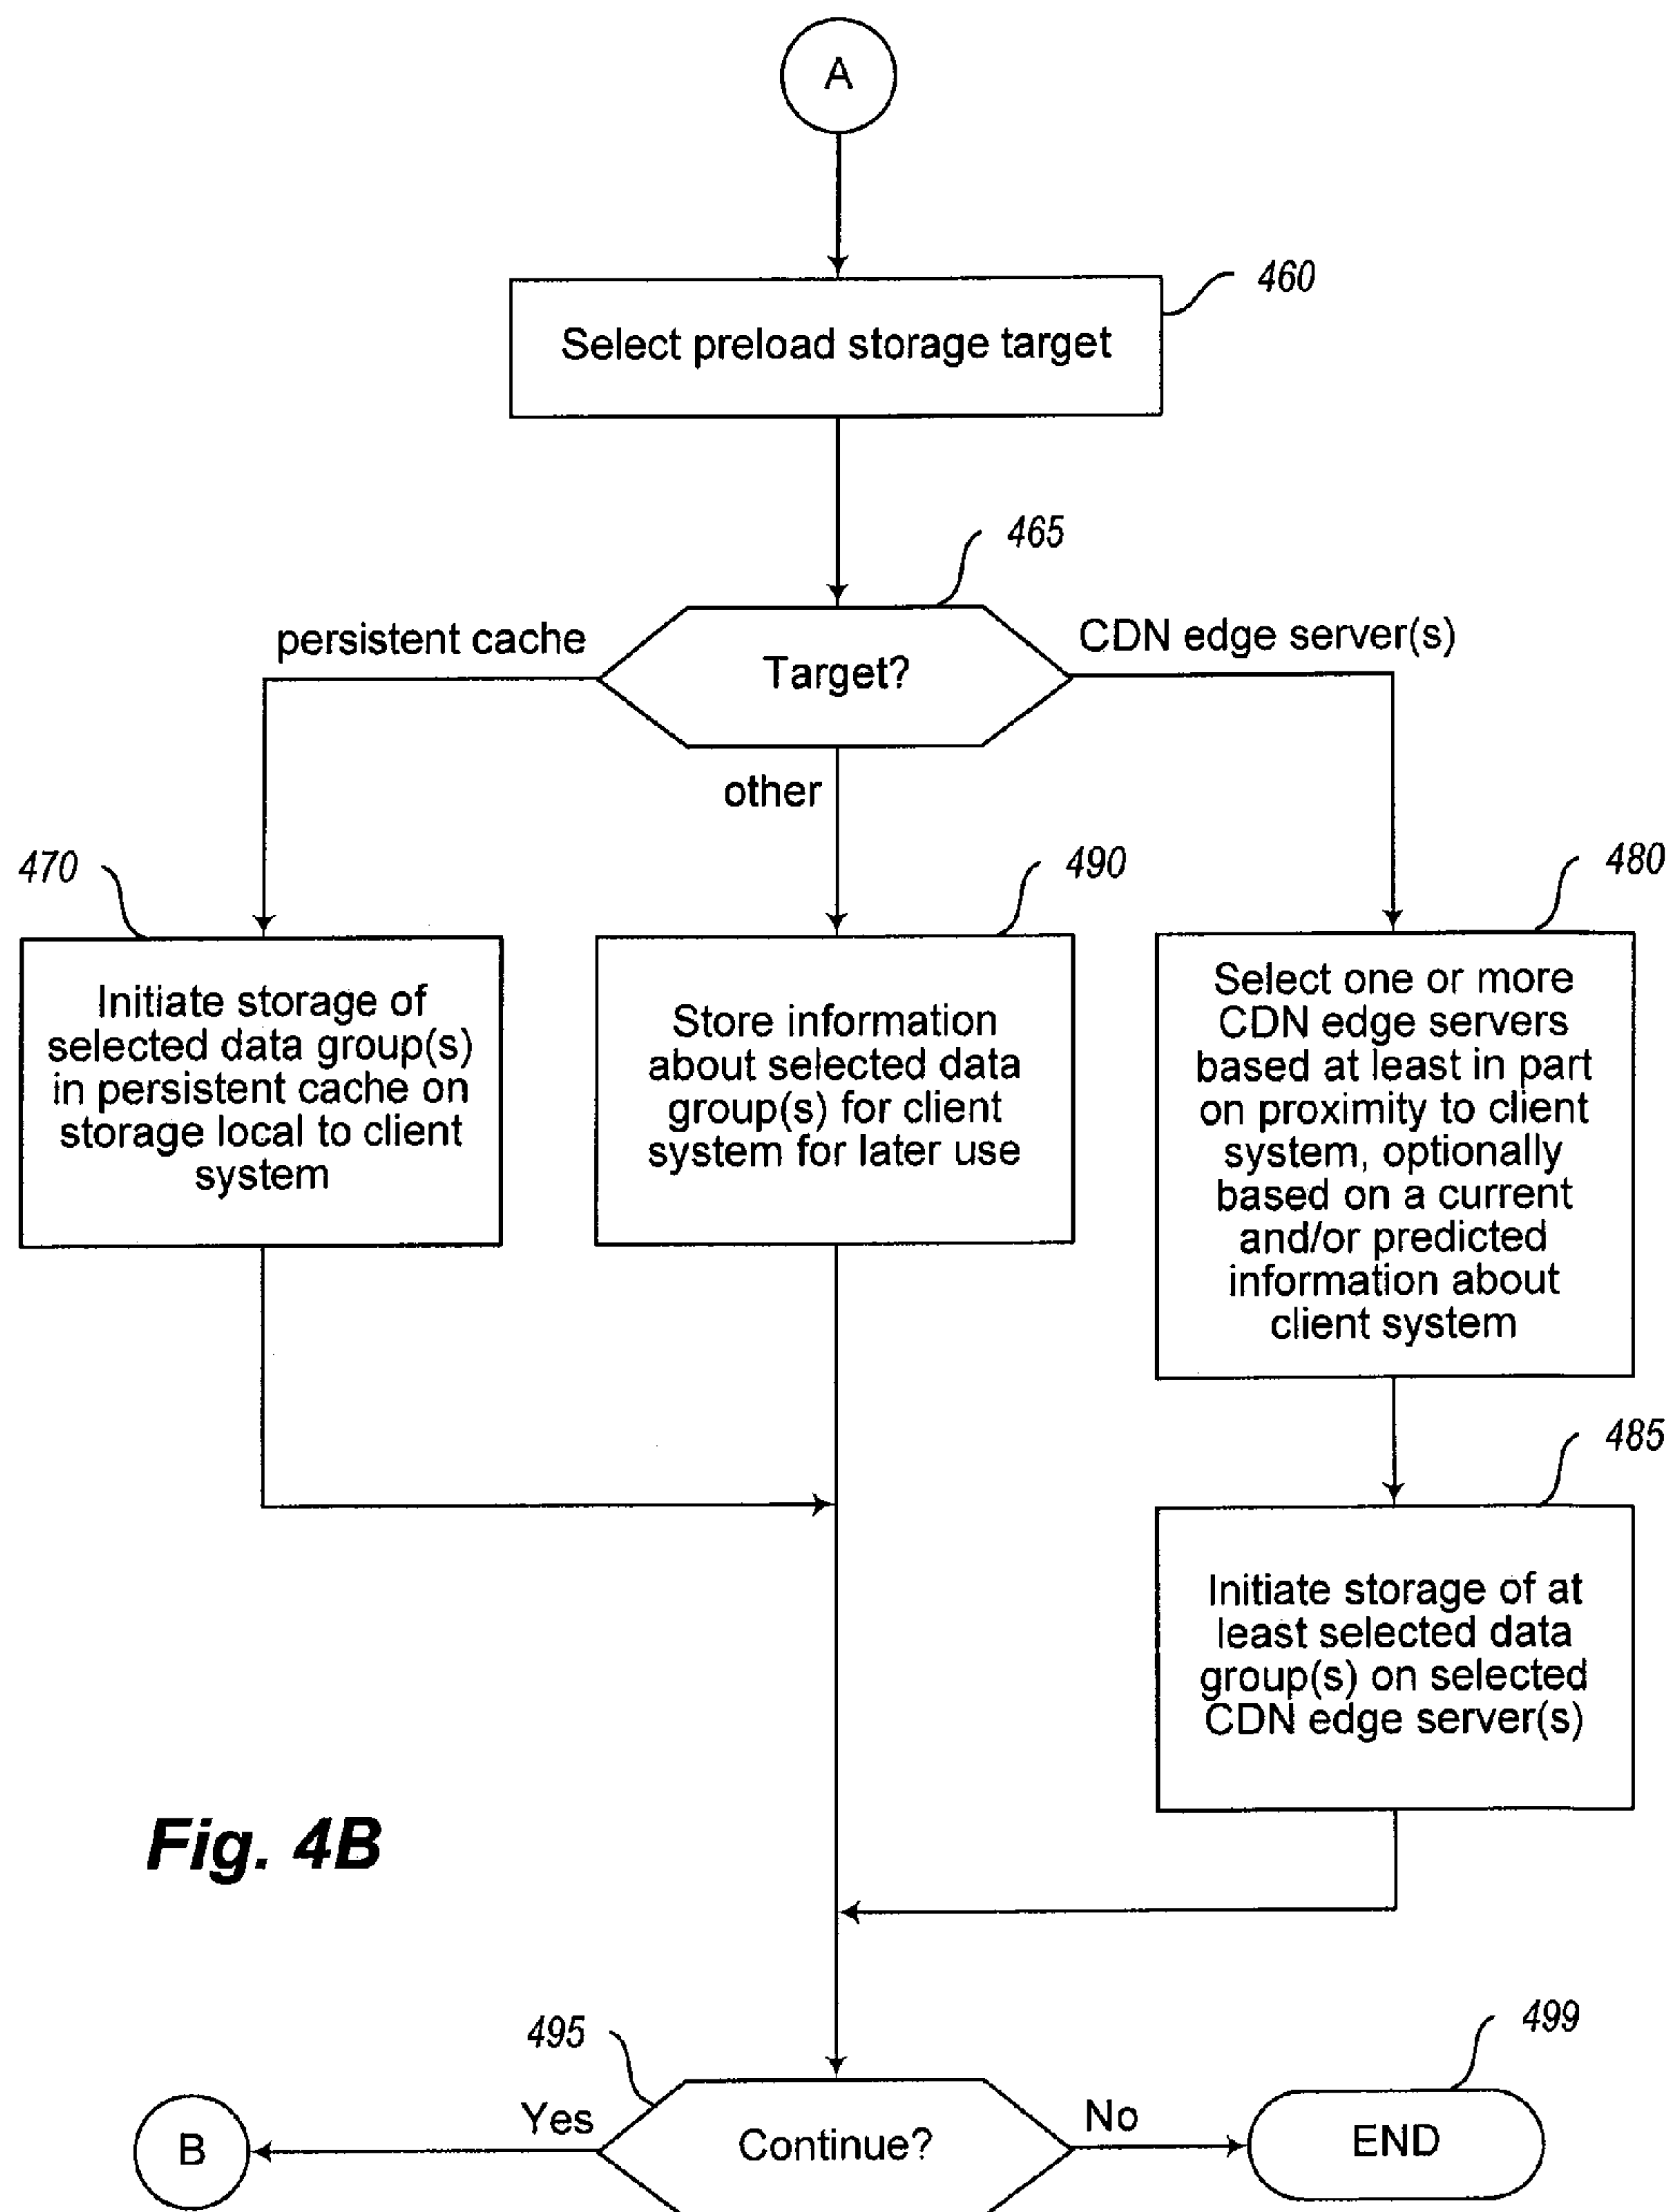 A
460
Select preload storage target
465
persistent cache
CDN edge server(s)
Target?
other
470
490
480
Initiate storage of
selected data group(s)
in persistent cache on
storage local to client
system
Store information
about selected data
group(s) for client
system for later use
Select one or more
CDN edge servers
based at least in part
on proximity to client
system, optionally
based on a current
and/or predicted
information about
client system
485
Initiate storage of at
least selected data
group(s) on selected
CDN edge server(s)
Fig. 4B
495
499
Yes
No
B
Continue?
END